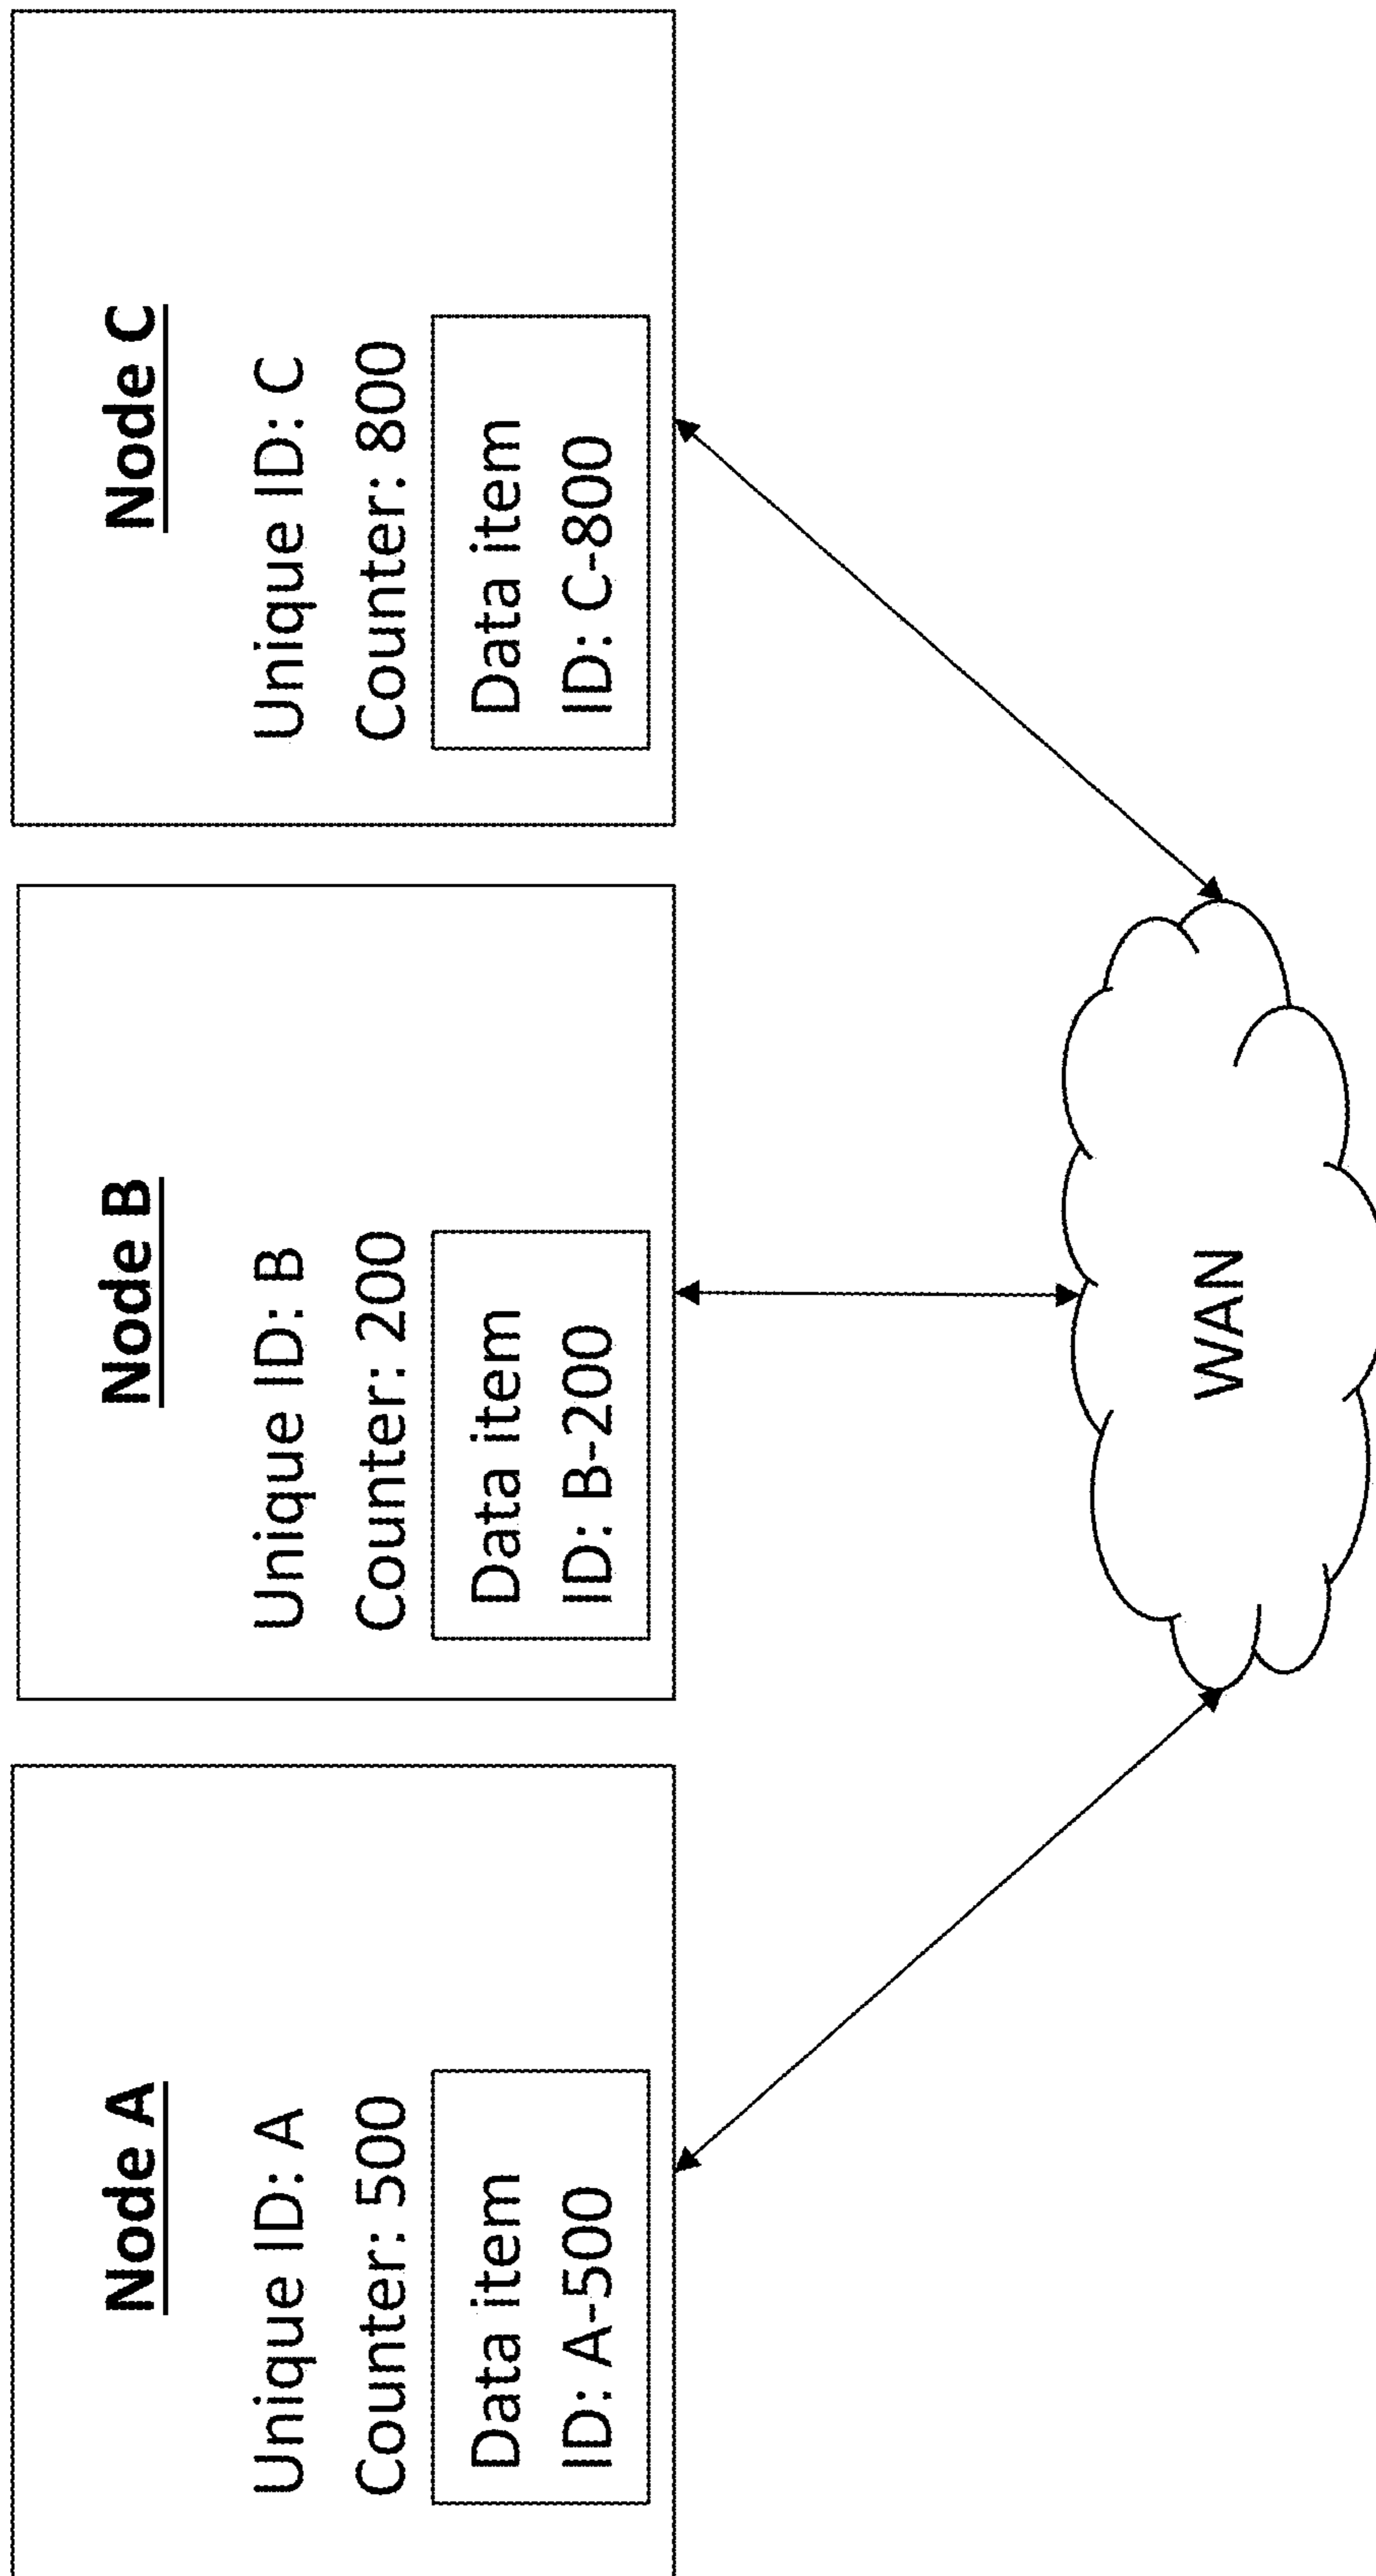 Node A
Unique ID: A
Counter: 500
Data item
ID: A-500
Node B
Unique ID: B
Counter: 200
Data item
ID: B-200
Node C
Unique ID: C
Counter: 800
Data item
ID: C-800
WAN